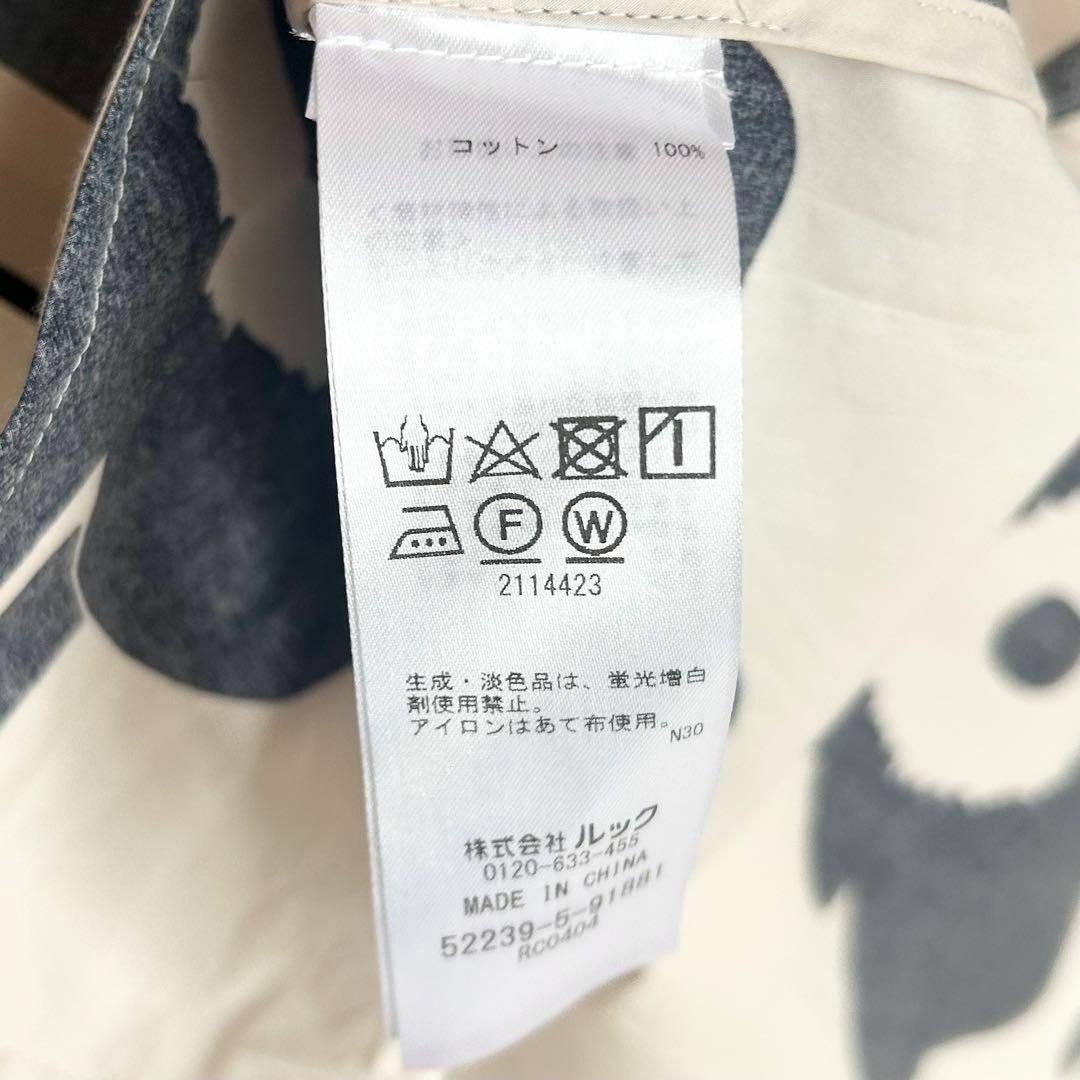 コットン 100%
F W
2114423
生成・淡色品は、蛍光増白
剤使用禁止。
アイロンはあて布使用。
N30
株式会社 ルック
0120-633-455
MADE IN CHINA
52239-5-91881
RC0404